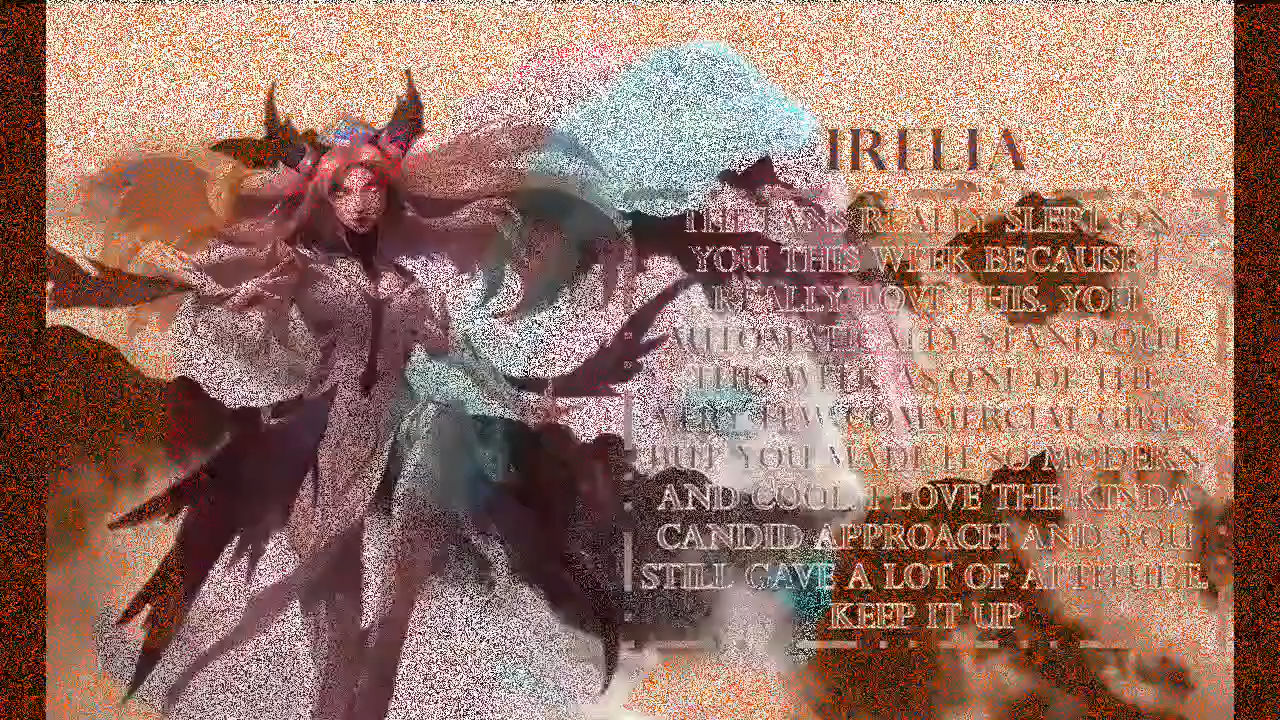 IRELIA
THE FANS REALLY SLEPT ON
YOU THIS WEEK BECAUSE I
REALLY LOVE THIS. YOU
AUTOMATICALLY STAND OUT
THIS WEEK AS ONE OF THE
VERY FEW COMMERCIAL GIRLS
BUT YOU MADE IT SO MODERN
AND COOL. I LOVE THE KINDA
CANDID APPROACH AND YOU
STILL GAVE A LOT OF ATTITUDE.
KEEP IT UP